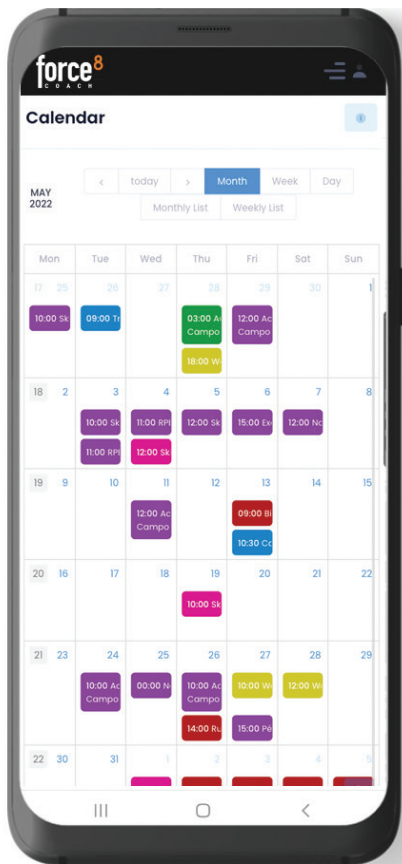 force8
COACH
Calendar
MAY
2022
< today > Month Week Day
Monthly List Weekly List
Mon Tue Wed Thu Fri Sat Sun
17 25 26 27 28 29 30 1
10:00 Sk 09:00 Tr 03:00 A 12:00 Ac
Campo Campo
18:00 W
18 2 3 4 5 6 7 8
10:00 Sk 11:00 RPE 12:00 Sk 15:00 Ex 12:00 No
11:00 RPE 12:00 Sk
19 9 10 11 12 13 14 15
12:00 Ac 09:00 Bi
Campo
10:30 Co
20 16 17 18 19 20 21 22
10:00 Sk
21 23 24 25 26 27 28 29
10:00 Ac 00:00 N 10:00 Ac 10:00 W 12:00 W
Campo Campo
14:00 Ru 15:00 Pé
22 30 31 1 2 3 4 5